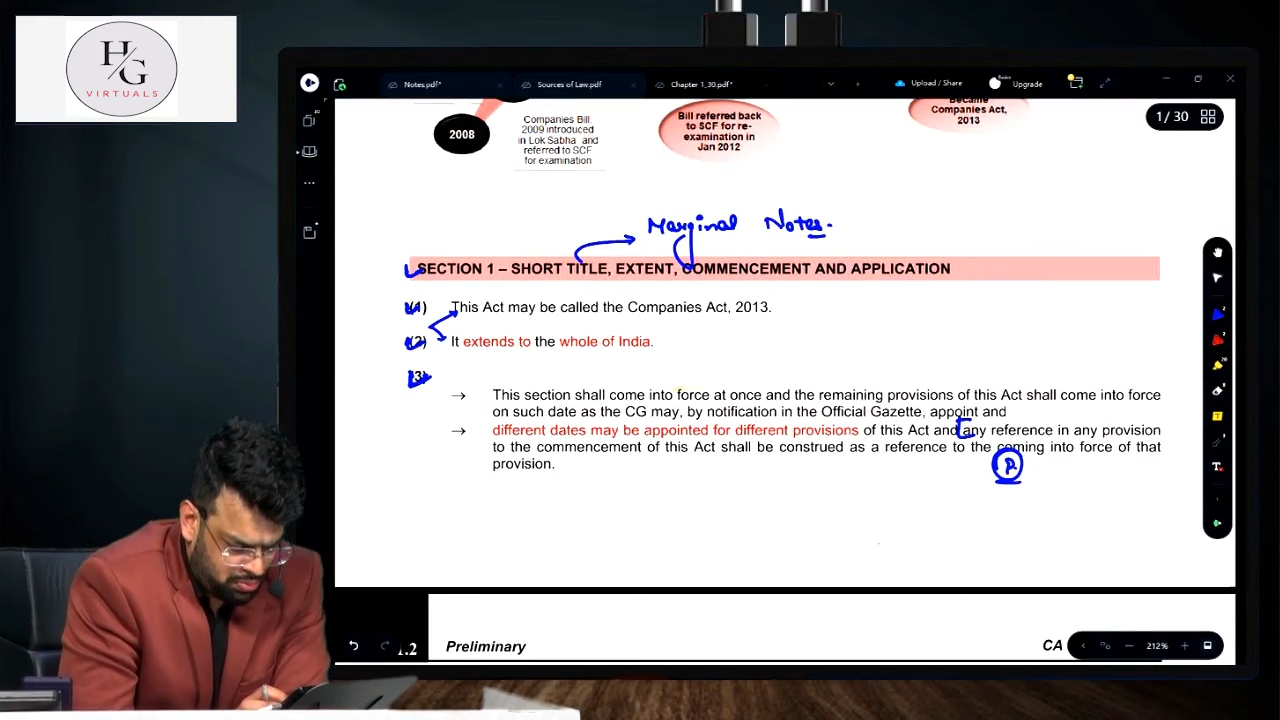 H/G
VIRTUALS
Notes.pdf*
Sources of Law.pdf
Chapter 1_30.pdf*
Upload / Share
Basic
Upgrade
1 / 30
2008
Companies Bill,
2009 introduced
in Lok Sabha and
referred to SCF
for examination
Bill referred back
to SCF for re-
examination in
Jan 2012
Became
Companies Act,
2013
Marginal Notes.
SECTION 1 – SHORT TITLE, EXTENT, COMMENCEMENT AND APPLICATION
(1) This Act may be called the Companies Act, 2013.
(2) It extends to the whole of India.
(3)
→ This section shall come into force at once and the remaining provisions of this Act shall come into force
on such date as the CG may, by notification in the Official Gazette, appoint and
→ different dates may be appointed for different provisions of this Act and any reference in any provision
to the commencement of this Act shall be construed as a reference to the coming into force of that
provision.
P.
1.2 Preliminary CA
212%